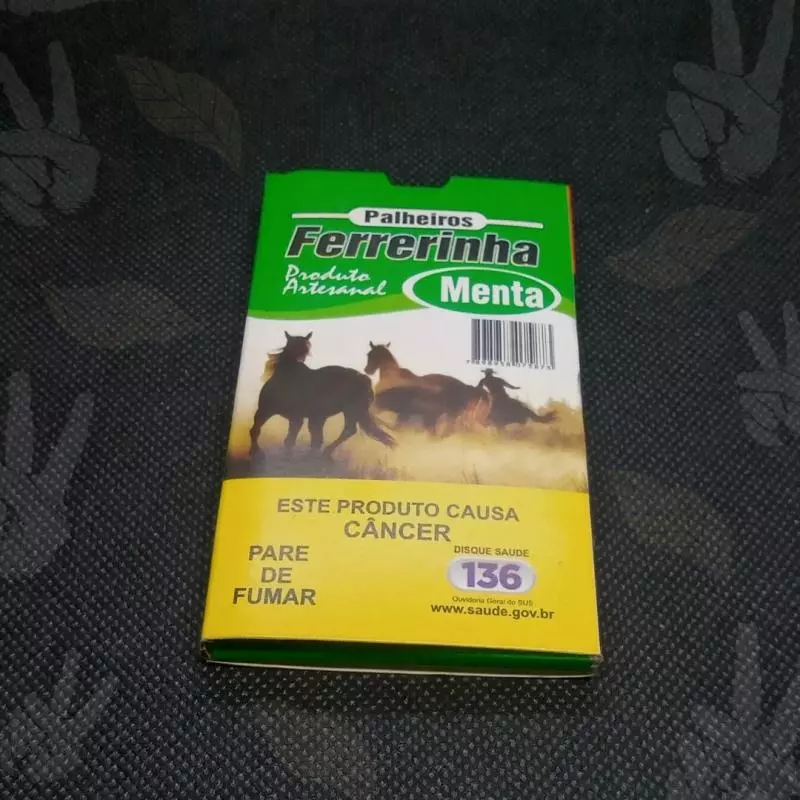 Palheiros
Ferrerinha
Produto
Artesanal
Menta
ESTE PRODUTO CAUSA
CÂNCER
PARE
DE
FUMAR
DISQUE SAUDE
136
Ouvidoria Geral do SUS
www.saude.gov.br